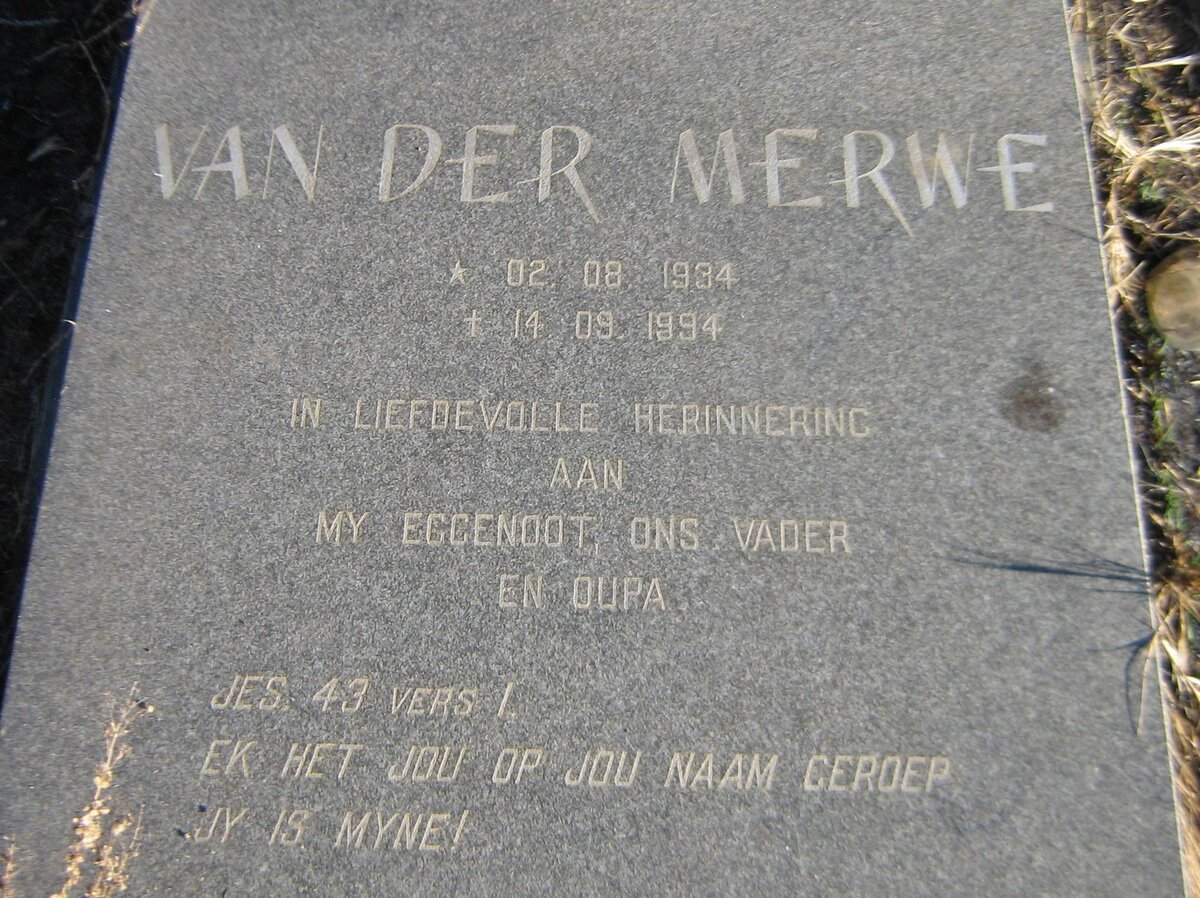 VAN DER MERWE
★ 02. 08. 1934
† 14. 09. 1994
IN LIEFDEVOLLE HERINNERING
AAN
MY EGGENOOT, ONS VADER
EN OUPA.
JES. 43 VERS 1.
EK HET JOU OP JOU NAAM GEROEP.
JY IS MYNE!